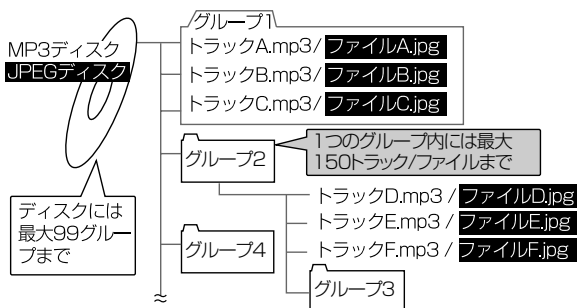 グループ1
MP3ディスク
JPEGディスク
トラックA.mp3/ ファイルA.jpg
トラックB.mp3/ ファイルB.jpg
トラックC.mp3/ ファイルC.jpg
グループ2
1つのグループ内には最大
150トラック/ファイルまで
トラックD.mp3 / ファイルD.jpg
トラックE.mp3 / ファイルE.jpg
トラックF.mp3 / ファイルF.jpg
ディスクには
最大99グルー
プまで
グループ4
グループ3
≈